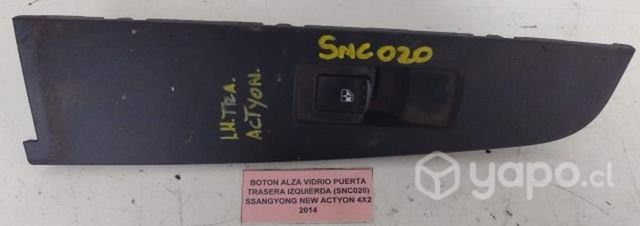 SNC020
LH.TRA.
ACTYON.
BOTON ALZA VIDRIO PUERTA
TRASERA IZQUIERDA (SNC020)
SSANGYONG NEW ACTYON 4X2
2014
yapo.cl